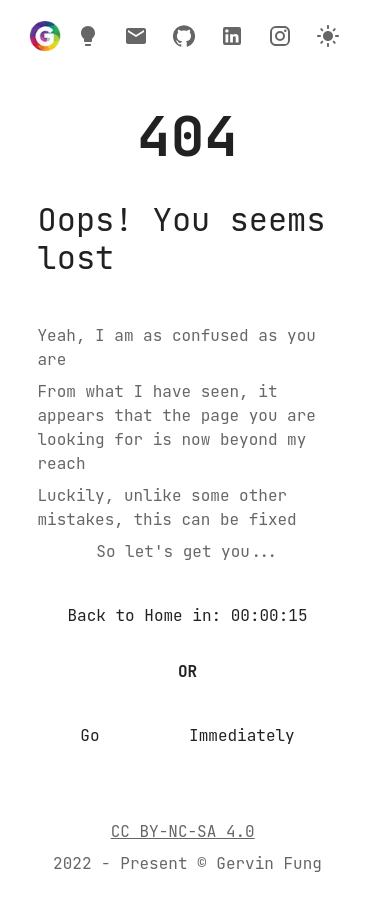 404
Oops! You seems
lost
Yeah, I am as confused as you
are
From what I have seen, it
appears that the page you are
looking for is now beyond my
reach
Luckily, unlike some other
mistakes, this can be fixed
So let's get you...
Back to Home in: 00:00:15
OR
Go Immediately
CC BY-NC-SA 4.0
2022 - Present © Gervin Fung